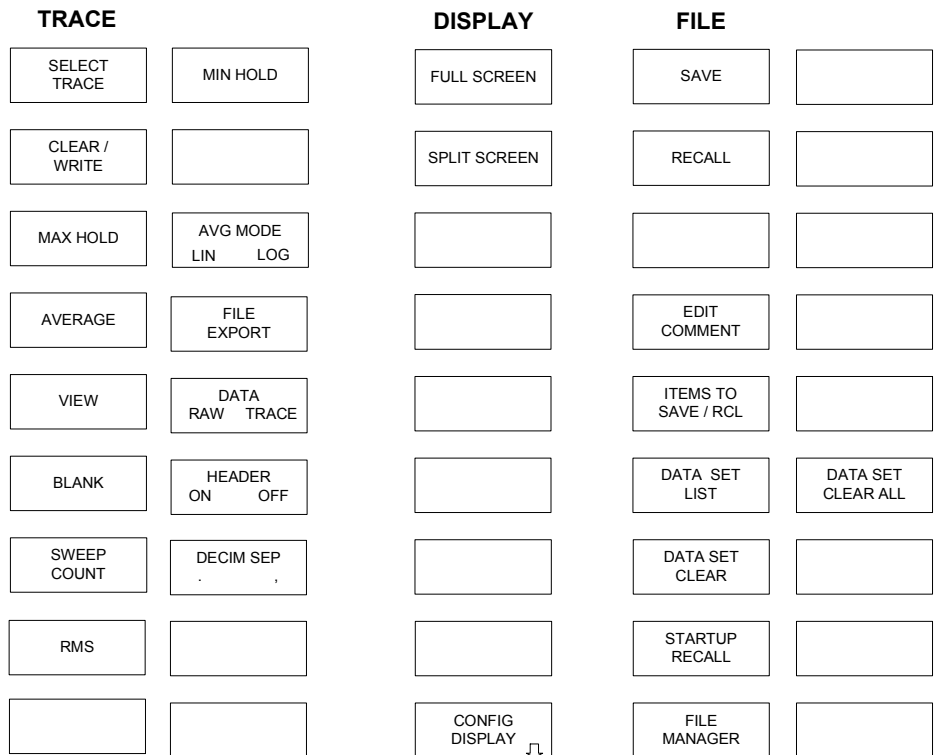 TRACE
SELECT
TRACE
CLEAR /
WRITE
MAX HOLD
AVERAGE
VIEW
BLANK
SWEEP
COUNT
RMS
MIN HOLD
AVG MODE
LIN LOG
FILE
EXPORT
DATA
RAW TRACE
HEADER
ON OFF
DECIM SEP
. ,
DISPLAY
FULL SCREEN
SPLIT SCREEN
CONFIG
DISPLAY
FILE
SAVE
RECALL
EDIT
COMMENT
ITEMS TO
SAVE / RCL
DATA SET
LIST
DATA SET
CLEAR
STARTUP
RECALL
FILE
MANAGER
DATA SET
CLEAR ALL